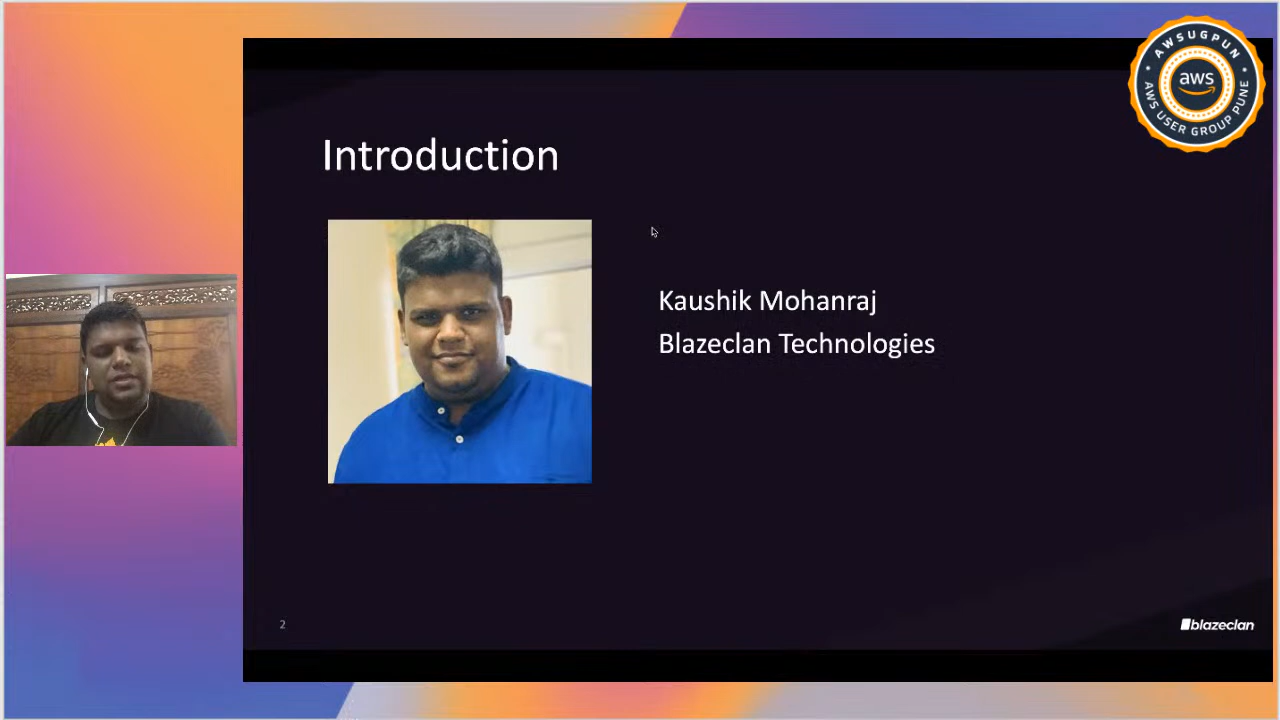 AWSUGPUN
aws
AWS USER GROUP PUNE
Introduction
Kaushik Mohanraj
Blazeclan Technologies
2
blazeclan